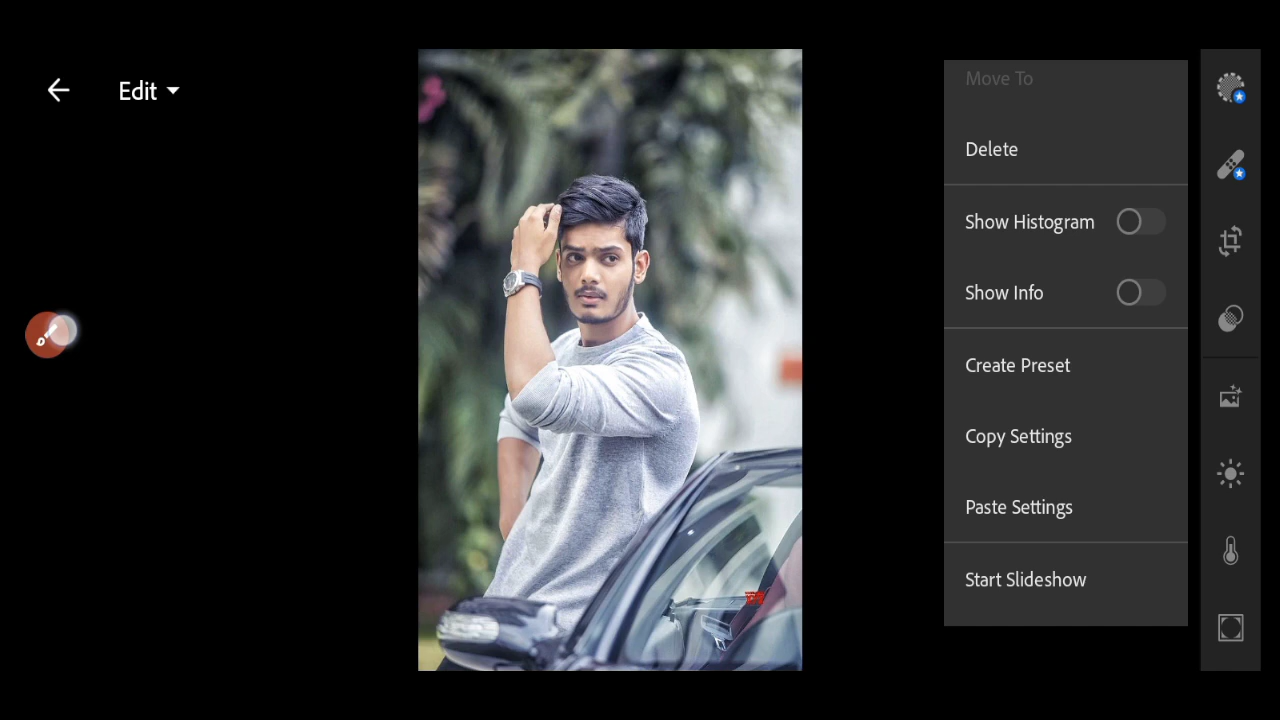 Edit
Move To
Delete
Show Histogram
Show Info
Create Preset
Copy Settings
Paste Settings
Start Slideshow